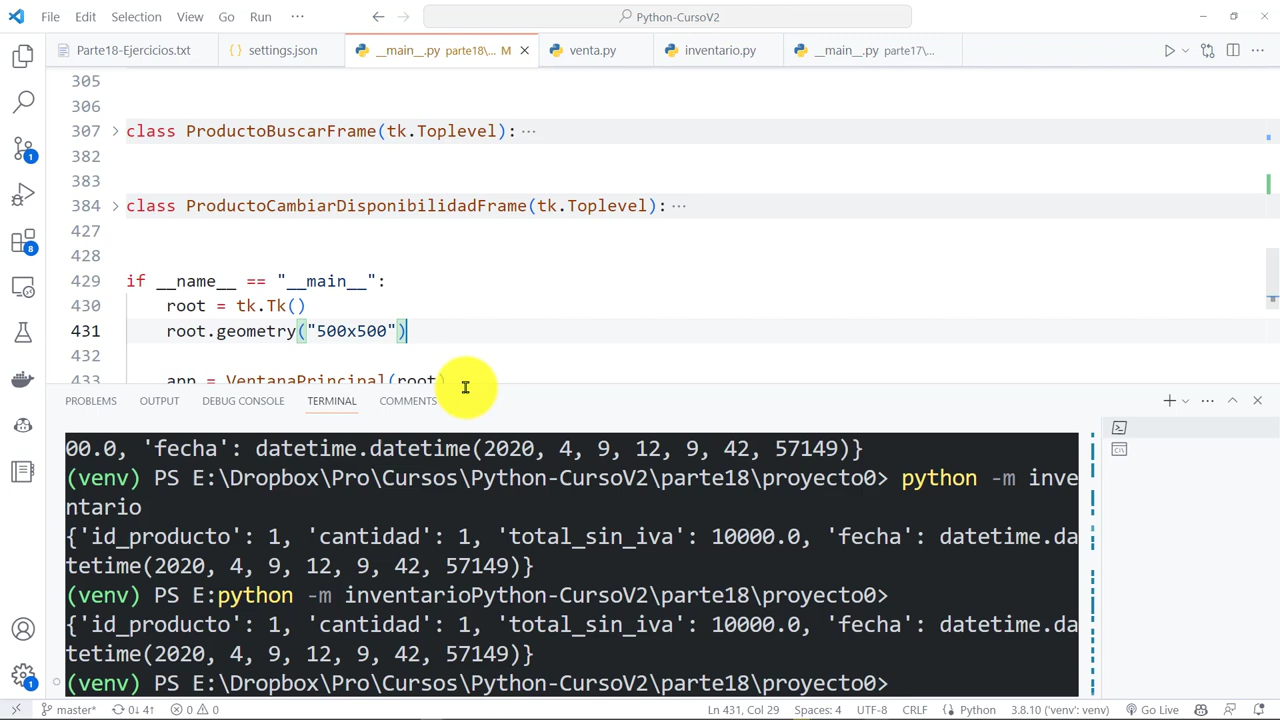 File Edit Selection View Go Run ··· Python-CursoV2
Parte18-Ejercicios.txt settings.json __main__.py parte18\... M venta.py inventario.py __main__.py parte17\...
305
306
307 class ProductoBuscarFrame(tk.Toplevel): ···
382
383
384 class ProductoCambiarDisponibilidadFrame(tk.Toplevel): ···
427
428
429 if __name__ == "__main__":
430 root = tk.Tk()
431 root.geometry("500x500")
432
433 app = VentanaPrincipal(root)
PROBLEMS OUTPUT DEBUG CONSOLE TERMINAL COMMENTS
00.0, 'fecha': datetime.datetime(2020, 4, 9, 12, 9, 42, 57149)}
(venv) PS E:\Dropbox\Pro\Cursos\Python-CursoV2\parte18\proyecto0> python -m inve
ntario
{'id_producto': 1, 'cantidad': 1, 'total_sin_iva': 10000.0, 'fecha': datetime.da
tetime(2020, 4, 9, 12, 9, 42, 57149)}
(venv) PS E:python -m inventarioPython-CursoV2\parte18\proyecto0>
{'id_producto': 1, 'cantidad': 1, 'total_sin_iva': 10000.0, 'fecha': datetime.da
tetime(2020, 4, 9, 12, 9, 42, 57149)}
(venv) PS E:\Dropbox\Pro\Cursos\Python-CursoV2\parte18\proyecto0>
1
8
1
master* 0↓ 4↑ 0 0 Ln 431, Col 29 Spaces: 4 UTF-8 CRLF Python 3.8.10 ('venv': venv) Go Live